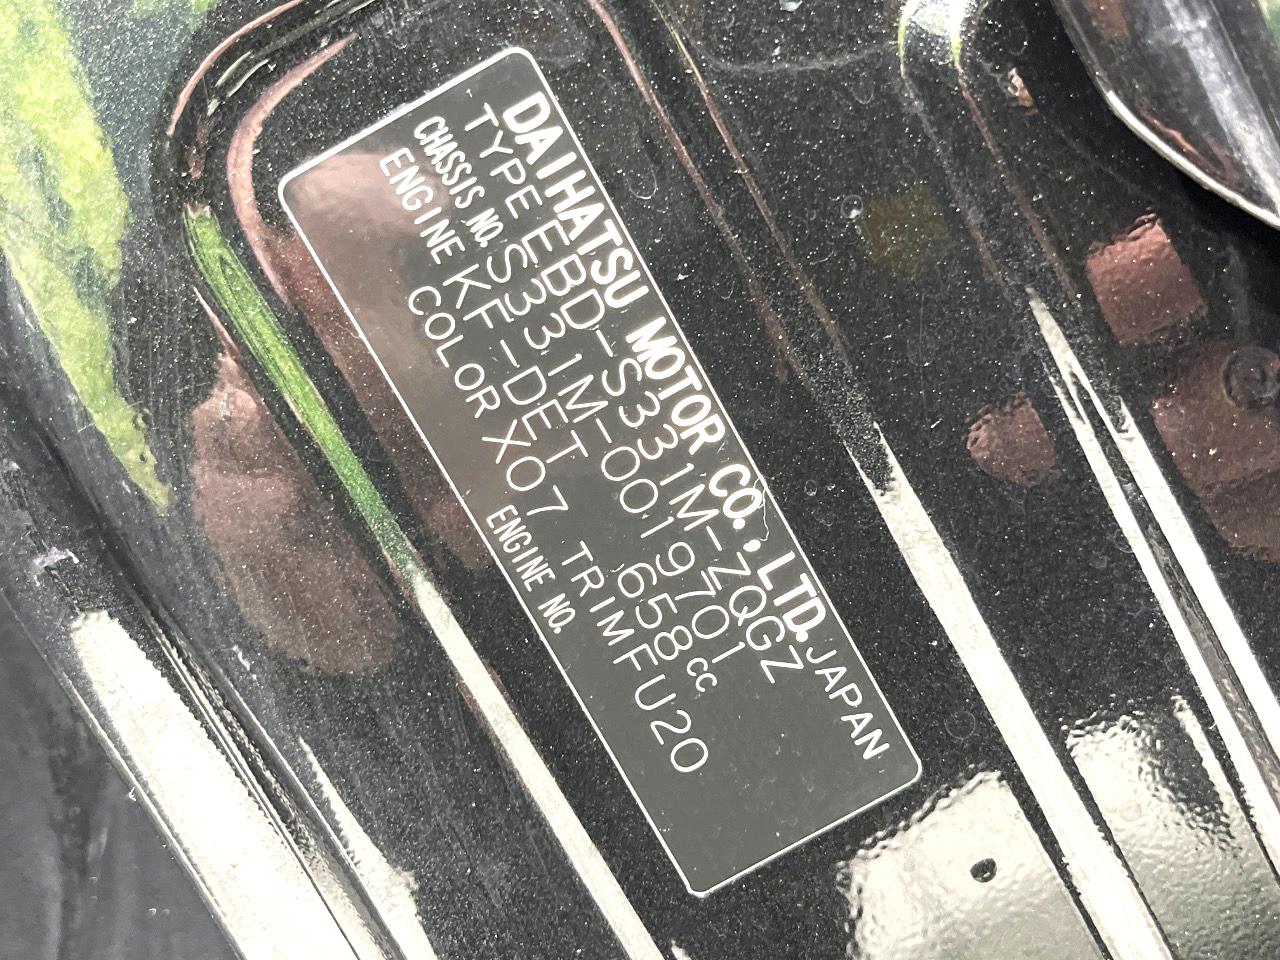 DAIHATSU MOTOR CO., LTD. JAPAN
TYPE EBD-S331M-ZQGZ
CHASSIS NO. S331M-0019701
ENGINE KF-DET 658cc
COLOR X07 TRIM FU20
ENGINE NO.